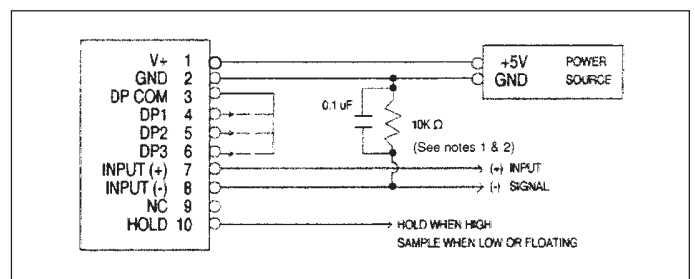 V+ 1
GND 2
DP COM 3
DP1 4
DP2 5
DP3 6
INPUT (+) 7
INPUT (-) 8
NC 9
HOLD 10
+5V POWER
GND SOURCE
0.1 uF
10K Ω
(See notes 1 & 2)
(+) INPUT
(-) SIGNAL
HOLD WHEN HIGH
SAMPLE WHEN LOW OR FLOATING